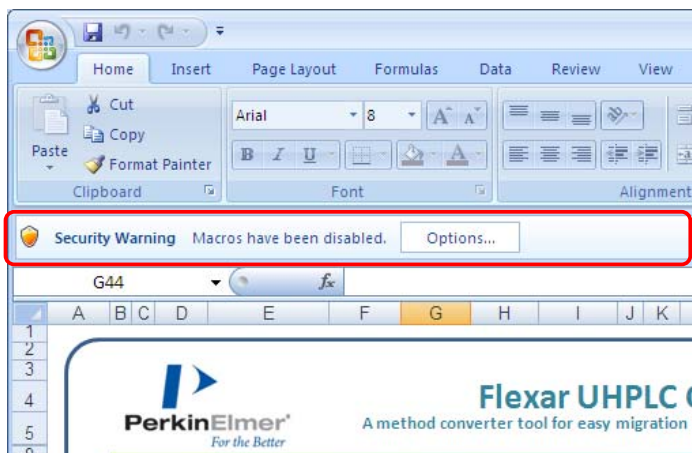 Home Insert Page Layout Formulas Data Review View
Cut
Copy
Paste
Format Painter
Arial 8 A A
B I U A
Clipboard Font Alignment
Security Warning Macros have been disabled. Options...
G44 fx
A B C D E F G H I J K
1
2
3
4
5
PerkinElmer
For the Better
Flexar UHPLC
A method converter tool for easy migration